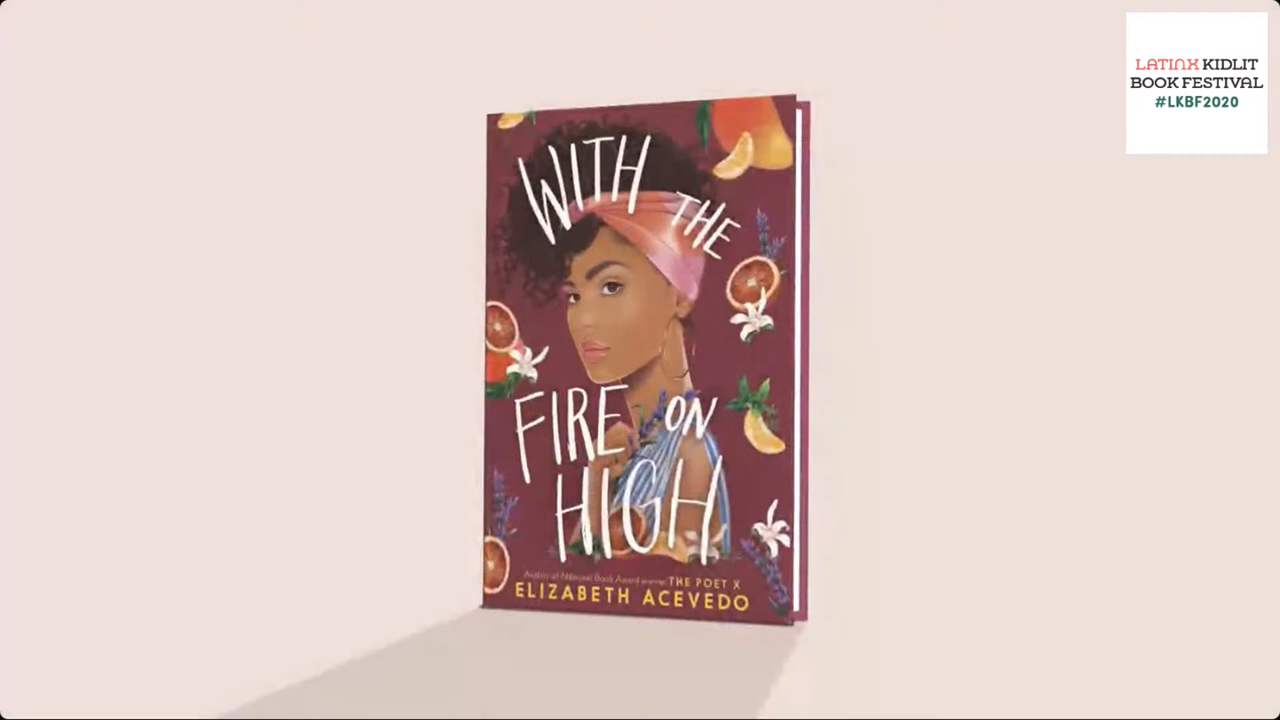 WITH THE
FIRE ON
HIGH
Author of National Book Award winner THE POET X
ELIZABETH ACEVEDO
LATINX KIDLIT
BOOK FESTIVAL
#LKBF2020